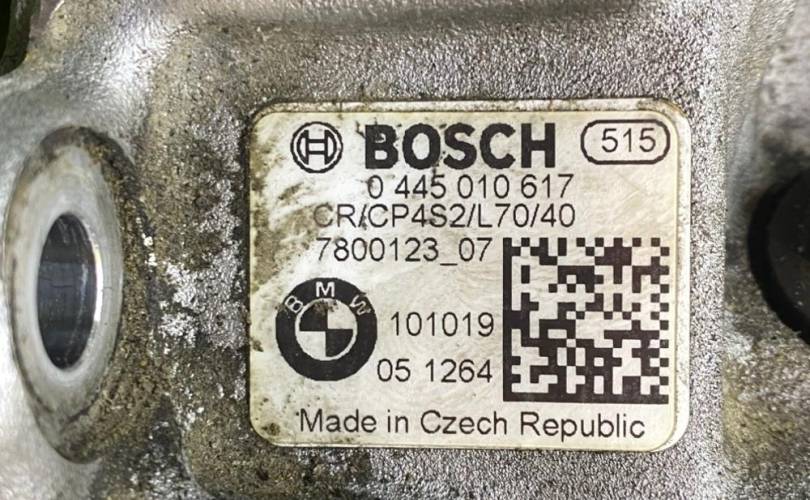 BOSCH 515
0 445 010 617
CR/CP4S2/L70/40
7800123_07
BMW
101019
05 1264
Made in Czech Republic